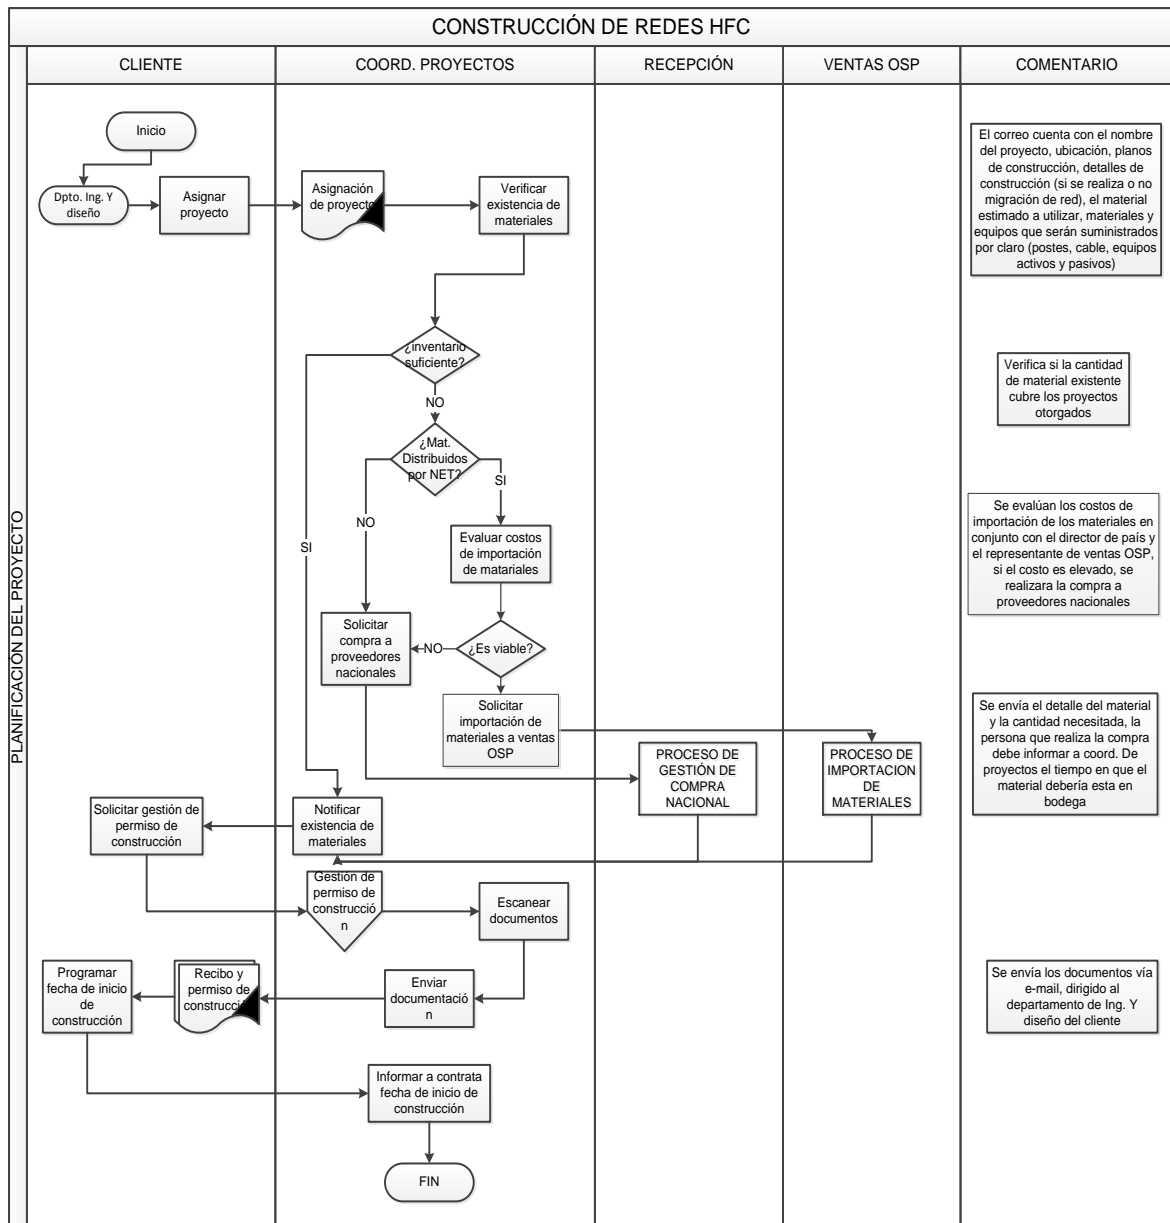 CONSTRUCCIÓN DE REDES HFC
CLIENTE
COORD. PROYECTOS
RECEPCIÓN
VENTAS OSP
COMENTARIO
PLANIFICACIÓN DEL PROYECTO
Inicio
Dpto. Ing. Y
diseño
Asignar
proyecto
Asignación
de proyecto
Verificar
existencia de
materiales
El correo cuenta con el nombre
del proyecto, ubicación, planos
de construcción, detalles de
construcción (si se realiza o no
migración de red), el material
estimado a utilizar, materiales y
equipos que serán suministrados
por claro (postes, cable, equipos
activos y pasivos)
¿inventario
suficiente?
Verifica si la cantidad
de material existente
cubre los proyectos
otorgados
NO
¿Mat.
Distribuidos
por NET?
SI
NO
SI
Evaluar costos
de importación
de matariales
Se evalúan los costos de
importación de los materiales en
conjunto con el director de país y
el representante de ventas OSP,
si el costo es elevado, se
realizara la compra a
proveedores nacionales
Solicitar
compra a
proveedores
nacionales
NO
¿Es viable?
Solicitar
importación de
materiales a ventas
OSP
PROCESO DE
GESTIÓN DE
COMPRA
NACIONAL
PROCESO DE
IMPORTACION
DE
MATERIALES
Se envía el detalle del material
y la cantidad necesitada, la
persona que realiza la compra
debe informar a coord. De
proyectos el tiempo en que el
material debería esta en
bodega
Solicitar gestión de
permiso de
construcción
Notificar
existencia de
materiales
Gestión de
permiso de
construcció
n
Escanear
documentos
Programar
fecha de inicio
de
construcción
Recibo y
permiso de
construcción
Enviar
documentació
n
Se envía los documentos vía
e-mail, dirigido al
departamento de Ing. Y
diseño del cliente
Informar a contrata
fecha de inicio de
construcción
FIN